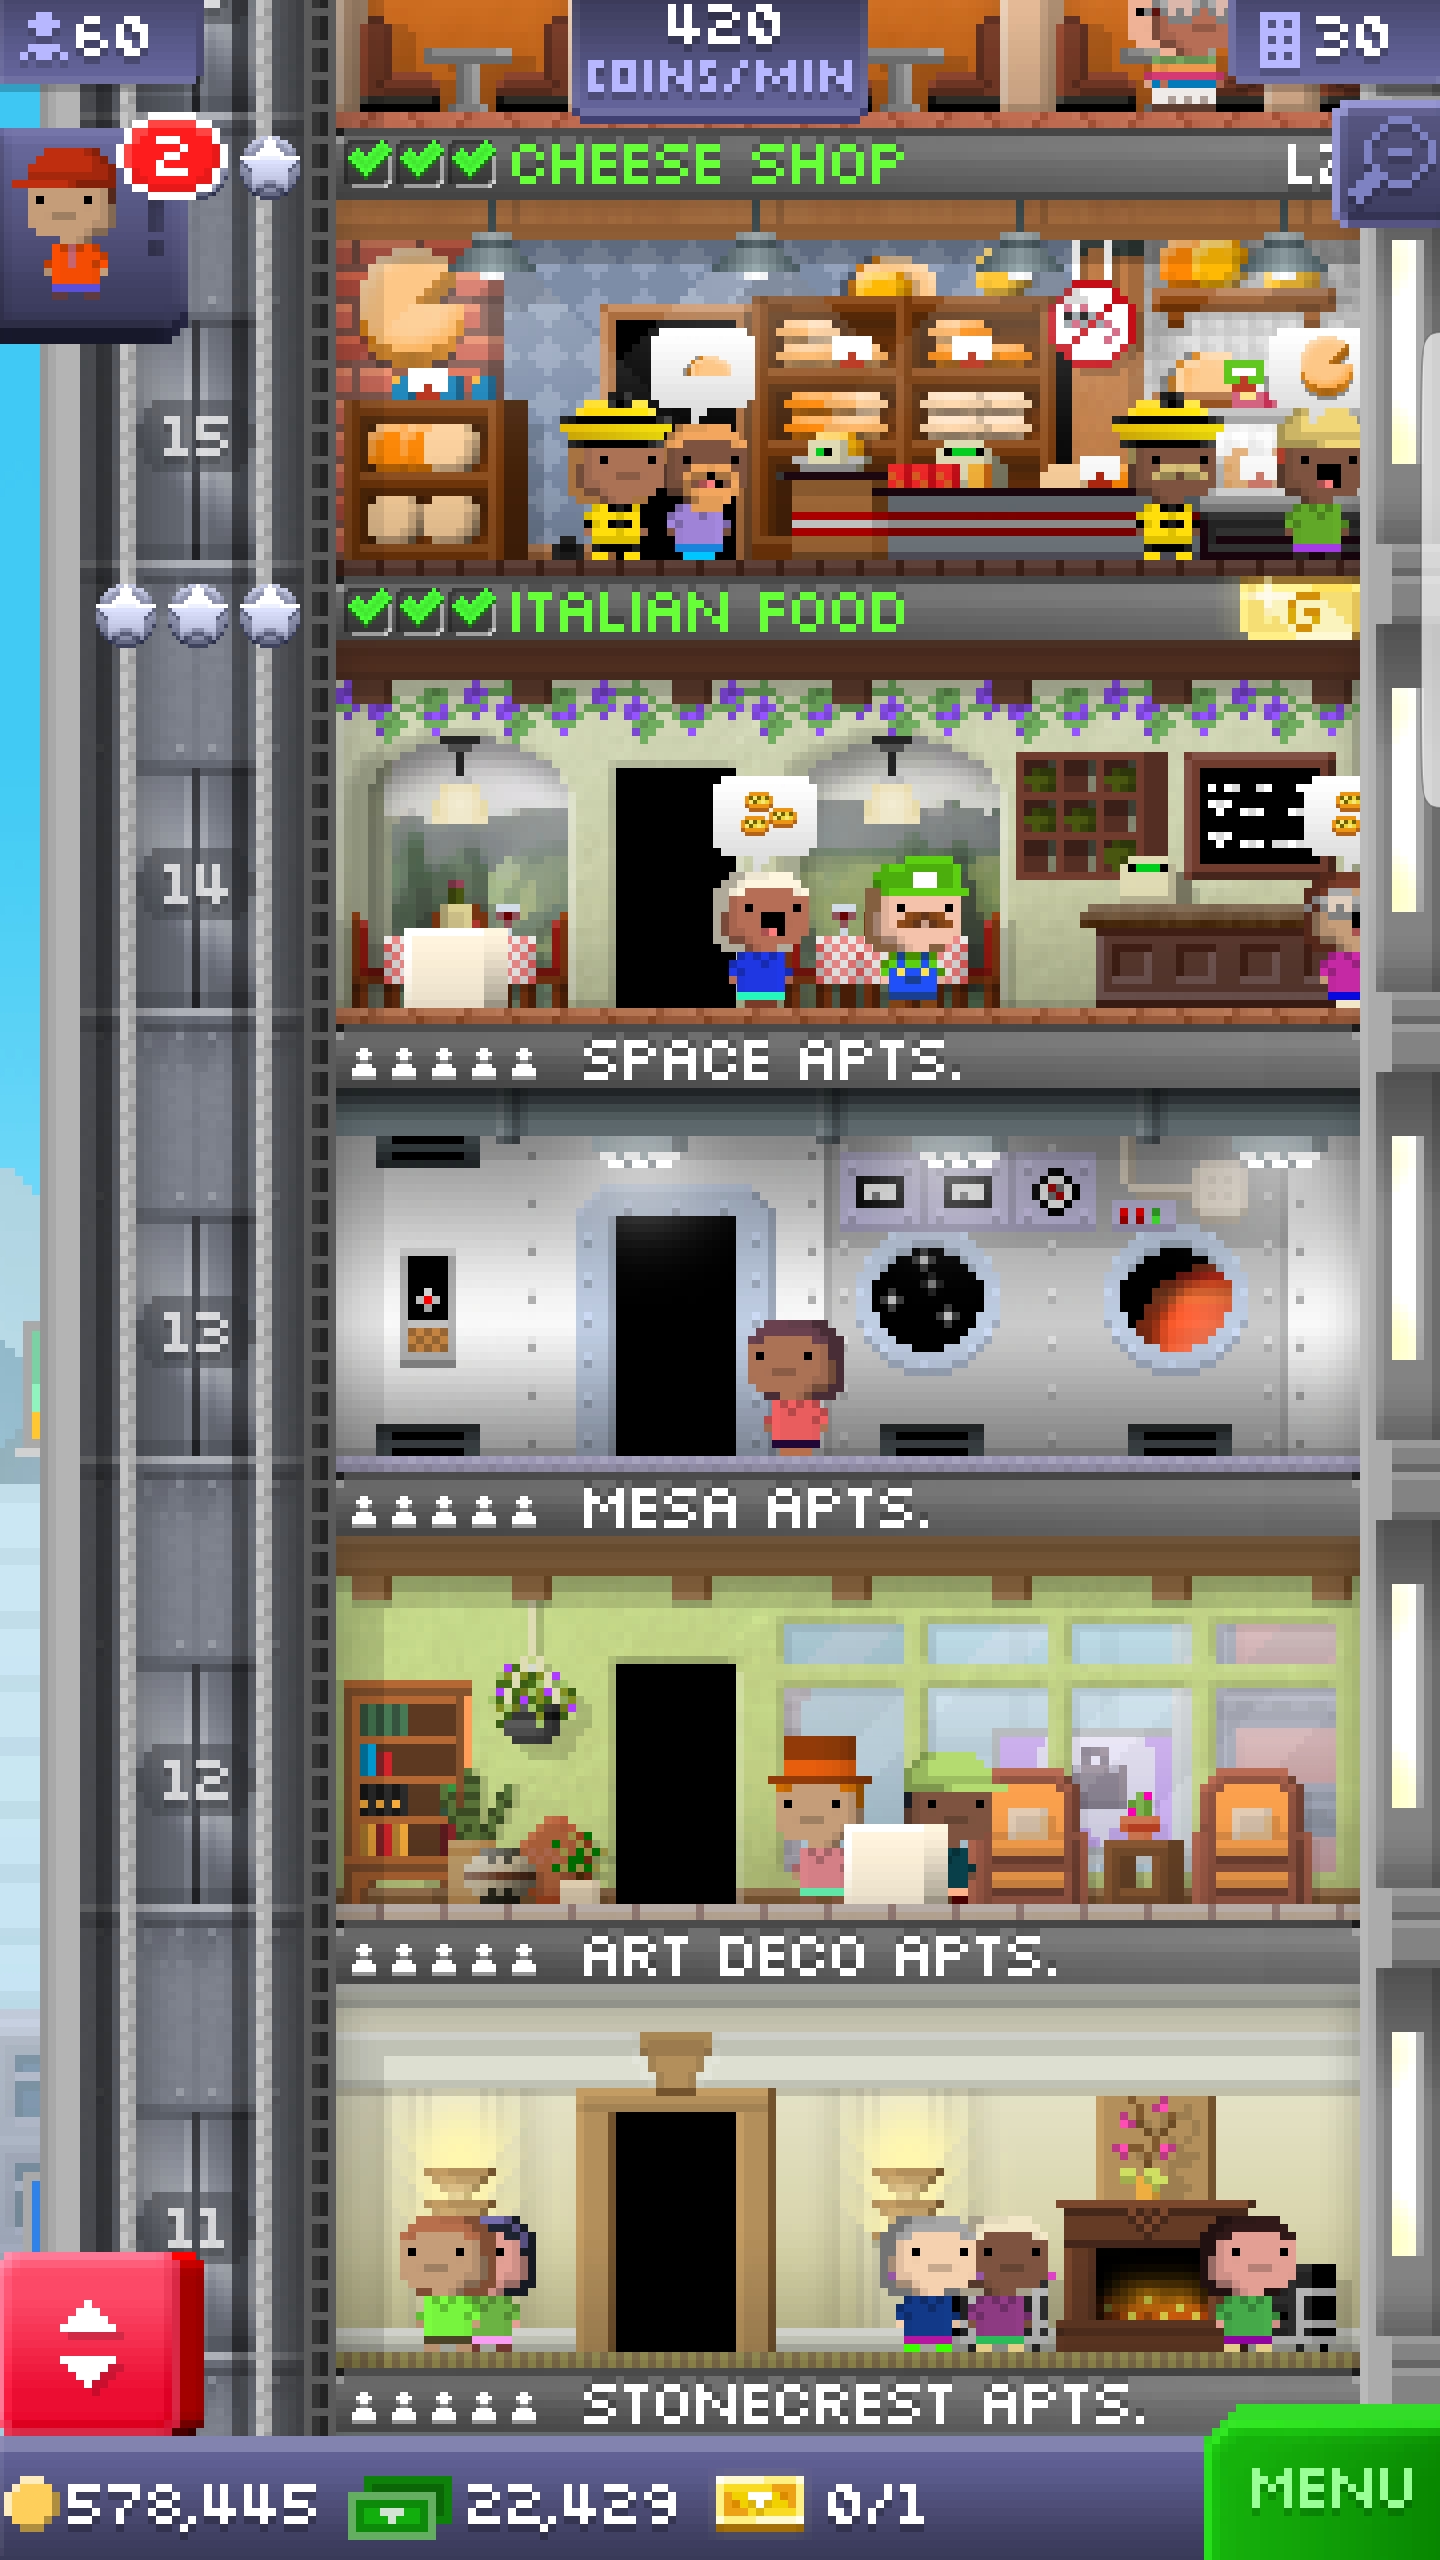 60
420
COINS/MIN
30
2
CHEESE SHOP
15
ITALIAN FOOD
G
14
SPACE APTS.
13
MESA APTS.
12
ART DECO APTS.
11
STONECREST APTS.
578,445
22,429
0/1
MENU